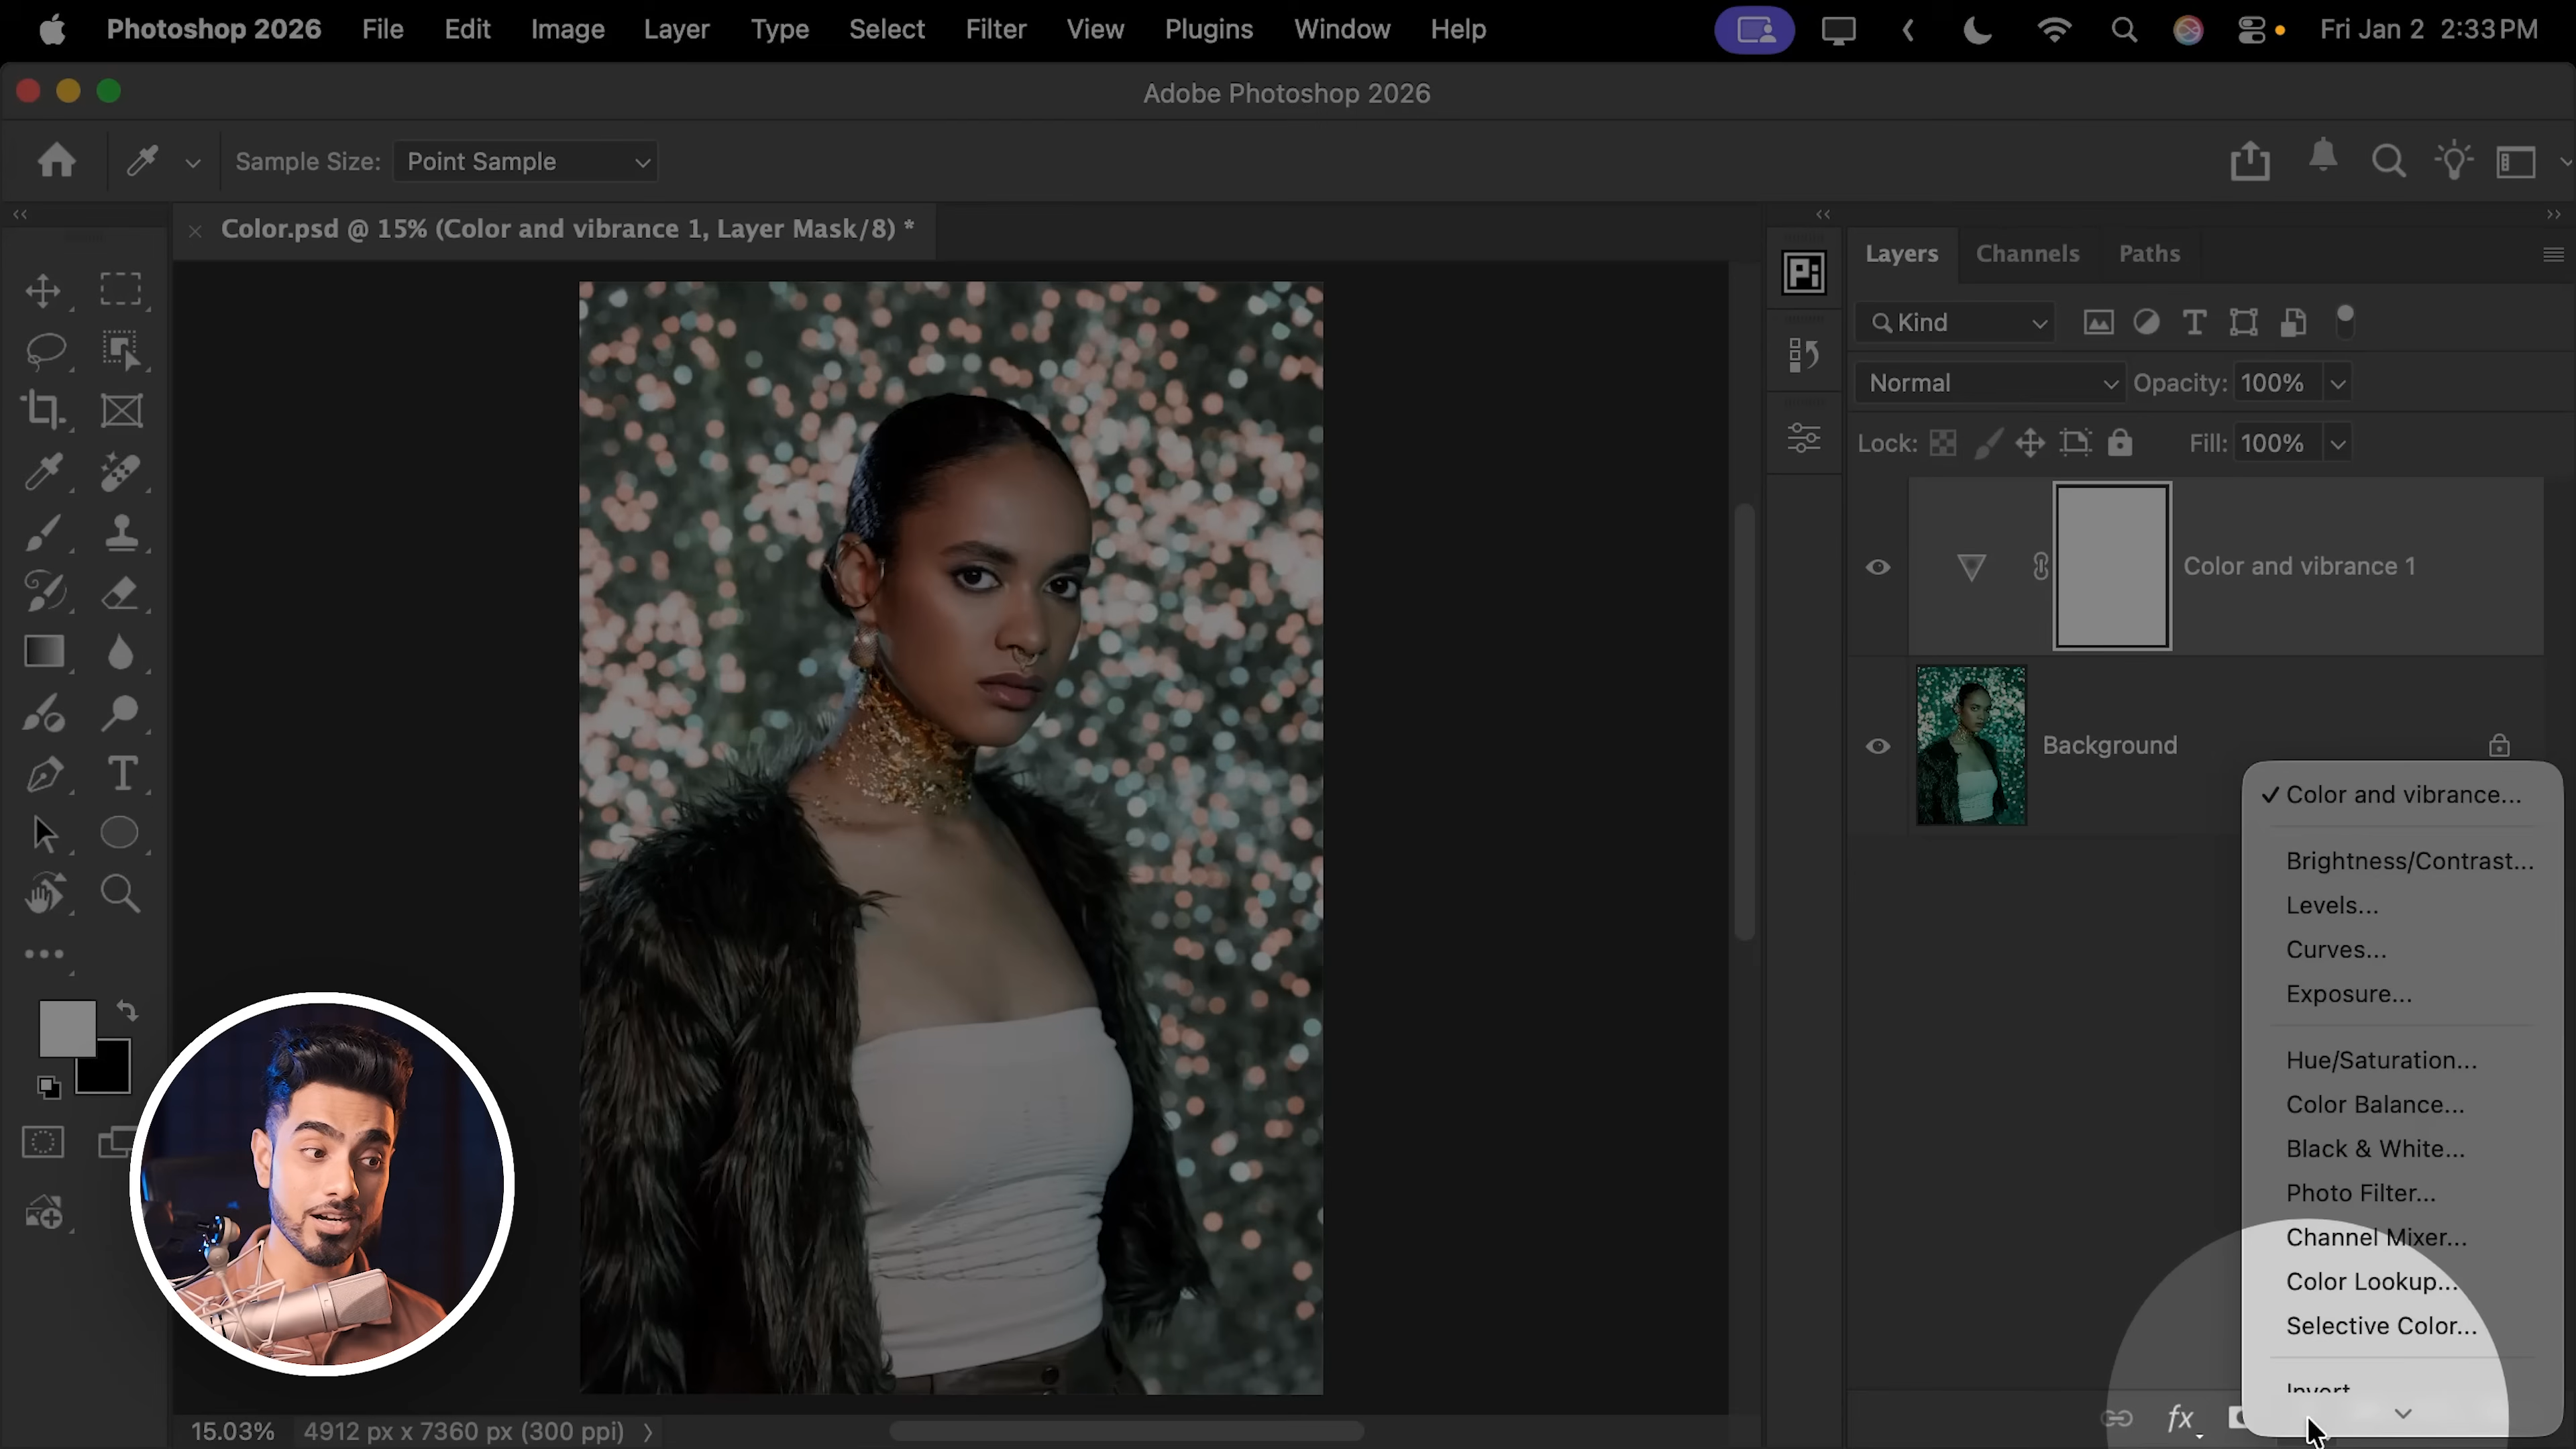 Photoshop 2026 File Edit Image Layer Type Select Filter View Plugins Window Help Fri Jan 2 2:33 PM
Adobe Photoshop 2026
Sample Size: Point Sample
Color.psd @ 15% (Color and vibrance 1, Layer Mask/8) *
Layers Channels Paths
Kind
Normal Opacity: 100%
Lock: Fill: 100%
Color and vibrance 1
Background
✓ Color and vibrance...
Brightness/Contrast...
Levels...
Curves...
Exposure...
Hue/Saturation...
Color Balance...
Black & White...
Photo Filter...
Channel Mixer...
Color Lookup...
Selective Color...
Invert
fx
Pi
15.03% 4912 px x 7360 px (300 ppi)